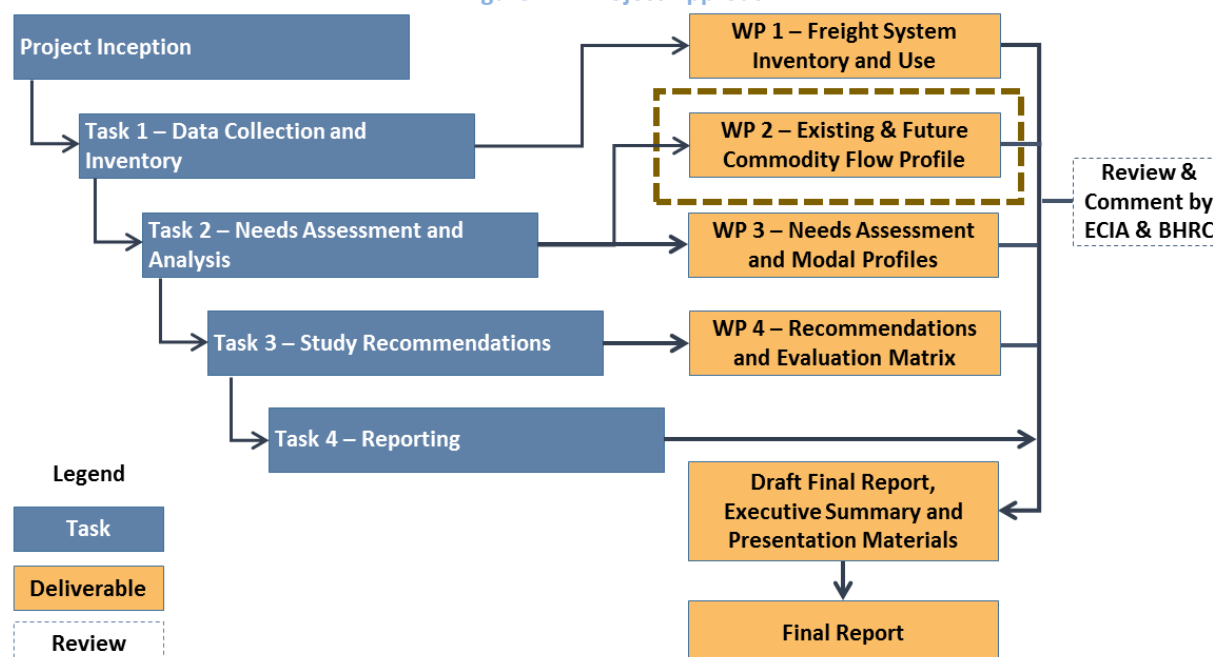 Project Inception
WP 1 – Freight System
Inventory and Use
Task 1 – Data Collection and
Inventory
WP 2 – Existing & Future
Commodity Flow Profile
Review &
Comment by
ECIA & BHRC
Task 2 – Needs Assessment and
Analysis
WP 3 – Needs Assessment
and Modal Profiles
Task 3 – Study Recommendations
WP 4 – Recommendations
and Evaluation Matrix
Task 4 – Reporting
Draft Final Report,
Executive Summary and
Presentation Materials
Final Report
Legend
Task
Deliverable
Review